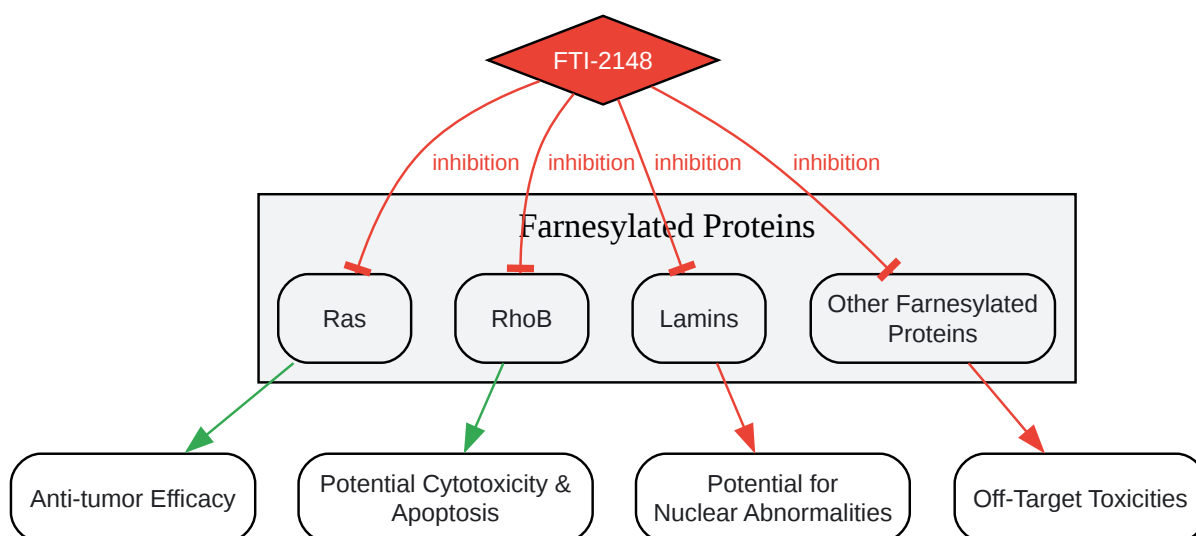 FTI-2148
inhibition
inhibition
inhibition
inhibition
Farnesylated Proteins
Ras
RhoB
Lamins
Other Farnesylated
Proteins
Anti-tumor Efficacy
Potential Cytotoxicity &
Apoptosis
Potential for
Nuclear Abnormalities
Off-Target Toxicities